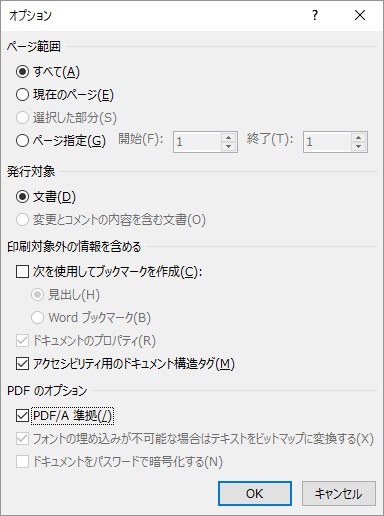 オプション
ページ範囲
すべて(A)
現在のページ(E)
選択した部分(S)
ページ指定(G) 開始(F): 1 終了(T): 1
発行対象
文書(D)
変更とコメントの内容を含む文書(O)
印刷対象外の情報を含める
次を使用してブックマークを作成(C):
見出し(H)
Word ブックマーク(B)
ドキュメントのプロパティ(R)
アクセシビリティ用のドキュメント構造タグ(M)
PDF のオプション
PDF/A 準拠(/)
フォントの埋め込みが不可能な場合はテキストをビットマップに変換する(X)
ドキュメントをパスワードで暗号化する(N)
OK キャンセル